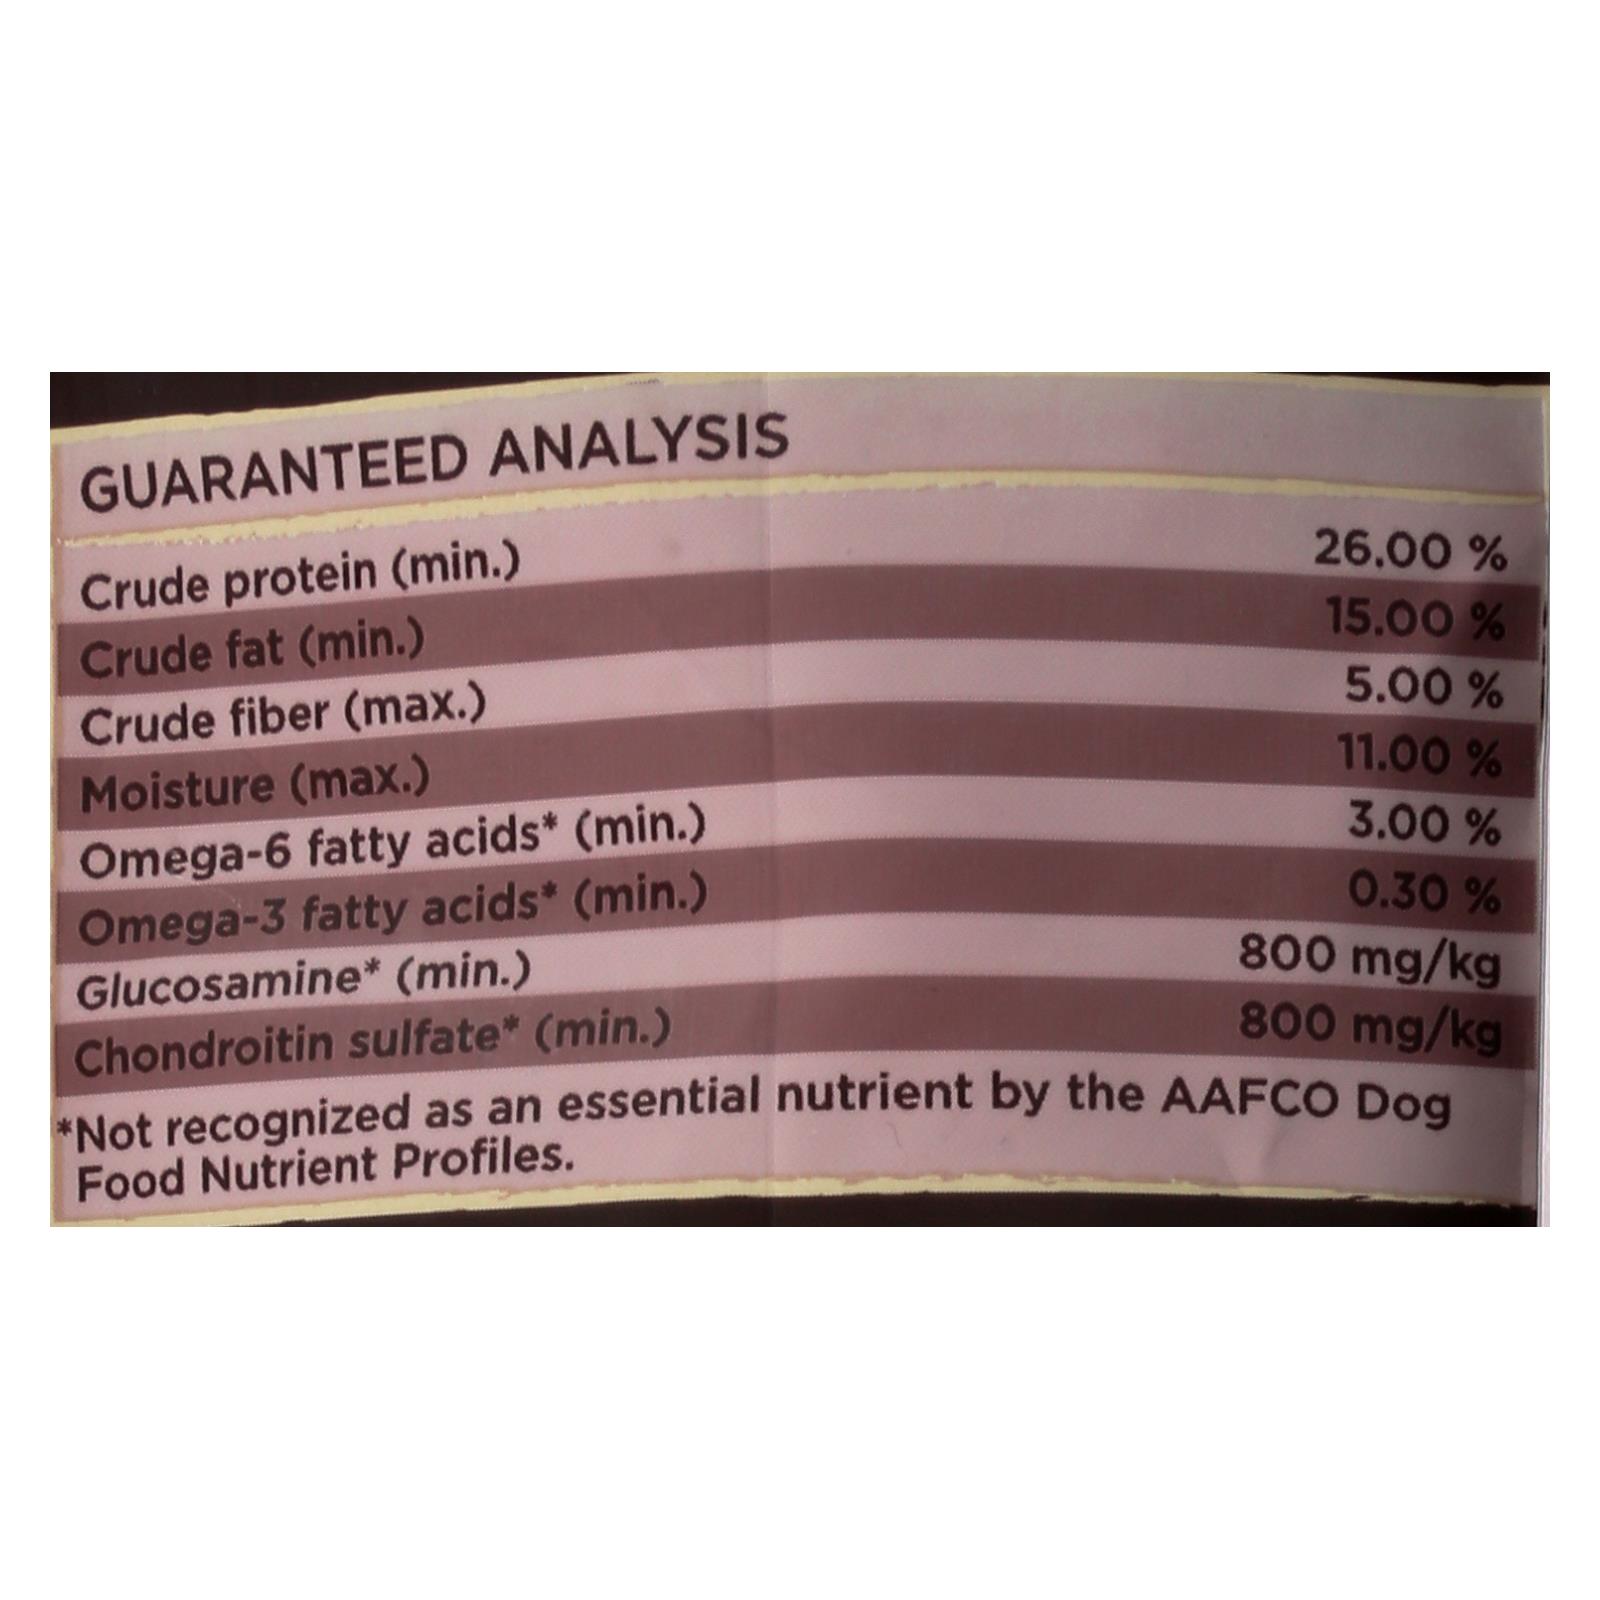 GUARANTEED ANALYSIS
Crude protein (min.) 26.00 %
Crude fat (min.) 15.00 %
Crude fiber (max.) 5.00 %
Moisture (max.) 11.00 %
Omega-6 fatty acids* (min.) 3.00 %
Omega-3 fatty acids* (min.) 0.30 %
Glucosamine* (min.) 800 mg/kg
Chondroitin sulfate* (min.) 800 mg/kg
*Not recognized as an essential nutrient by the AAFCO Dog
Food Nutrient Profiles.